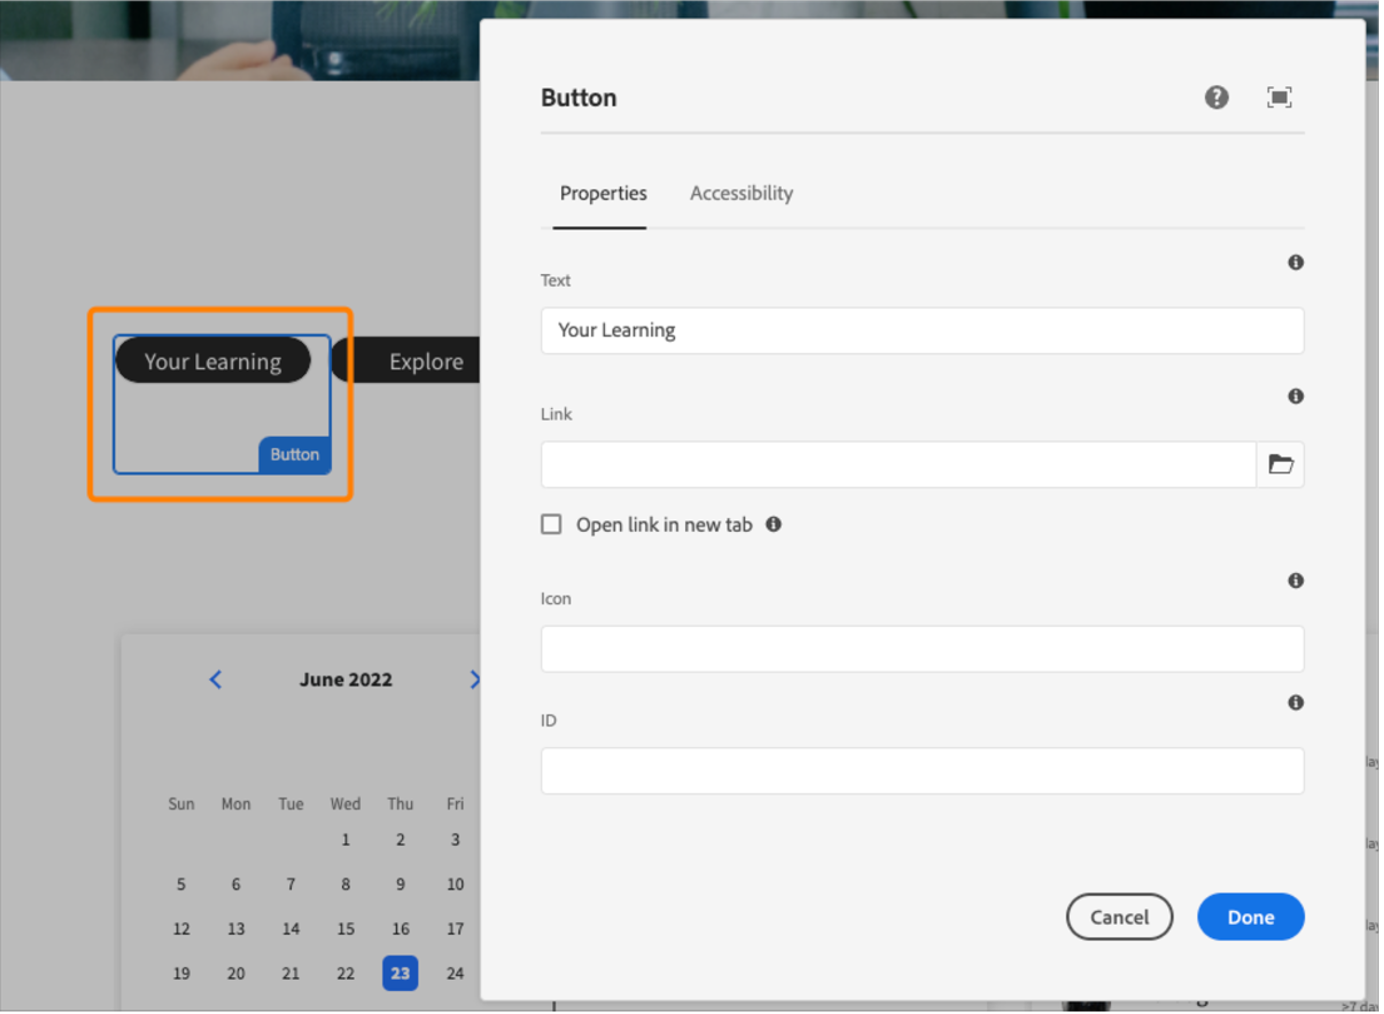 Button
Properties Accessibility
Text
Your Learning
Link
Open link in new tab
Icon
ID
Cancel Done
Your Learning Explore
Button
June 2022
Sun Mon Tue Wed Thu Fri
1 2 3
5 6 7 8 9 10
12 13 14 15 16 17
19 20 21 22 23 24